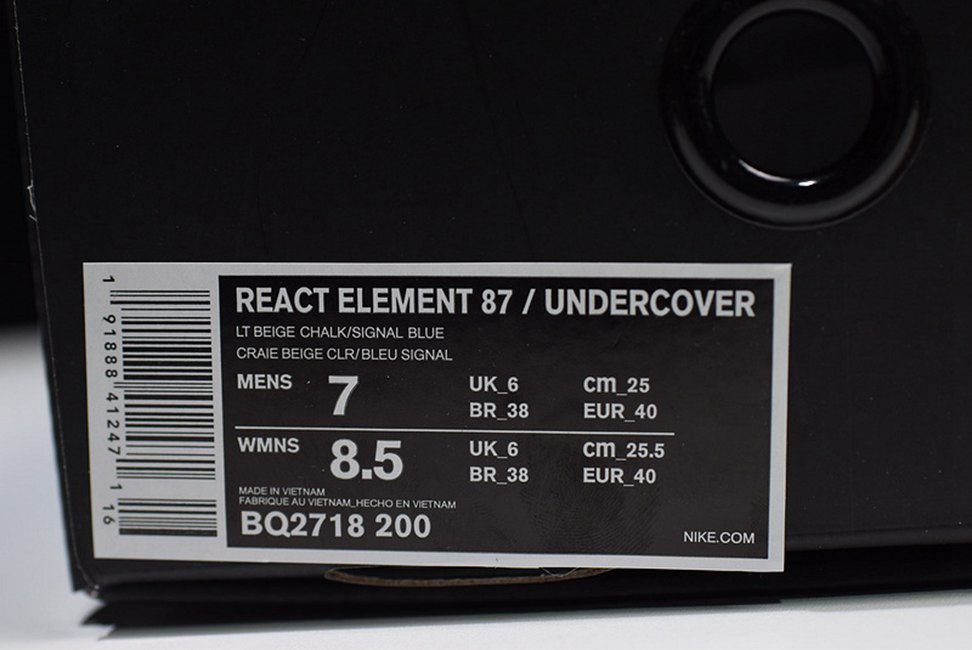 1 91888 41247 1 16
REACT ELEMENT 87 / UNDERCOVER
LT BEIGE CHALK/SIGNAL BLUE
CRAIE BEIGE CLR/BLEU SIGNAL
MENS 7 UK_6 cm_25
BR_38 EUR_40
WMNS 8.5 UK_6 cm_25.5
BR_38 EUR_40
MADE IN VIETNAM
FABRIQUE AU VIETNAM_HECHO EN VIETNAM
BQ2718 200
NIKE.COM